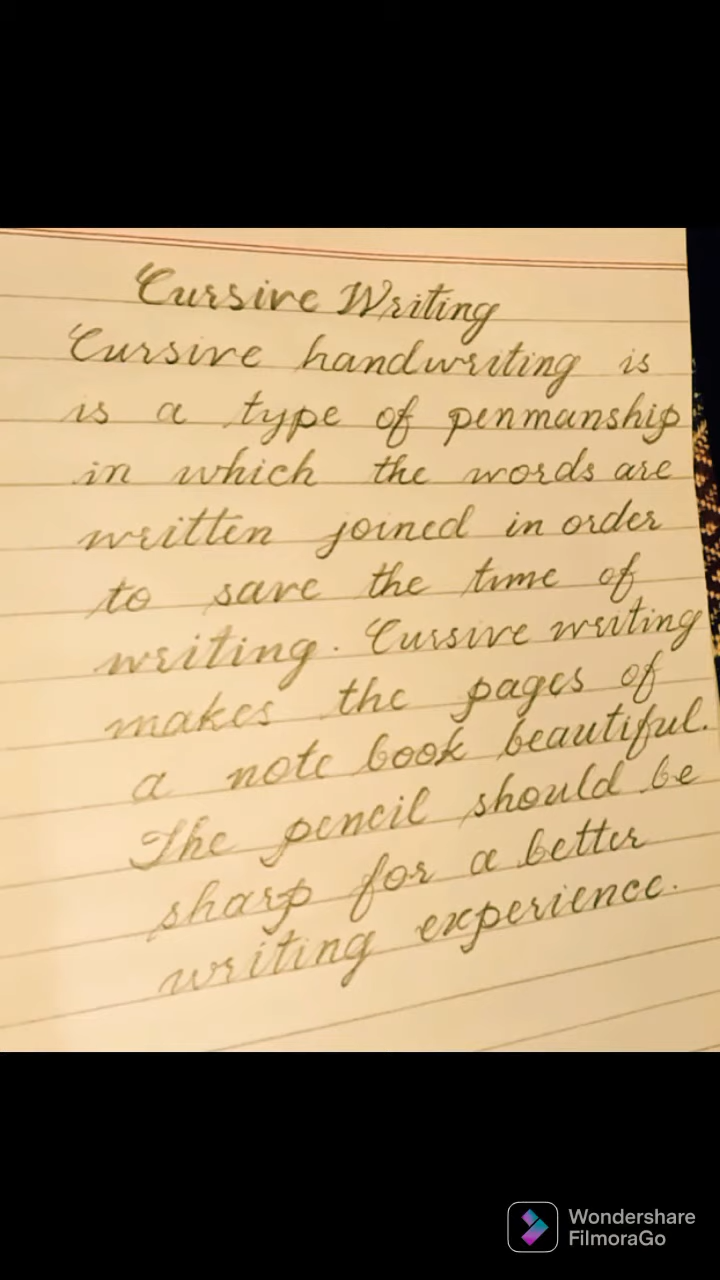 Cursive Writing
Cursive handwriting is
is a type of penmanship
in which the words are
written joined in order
to save the time of
writing. Cursive writing
makes the pages of
a note book beautiful.
The pencil should be
sharp for a better
writing experience.
Wondershare
FilmoraGo